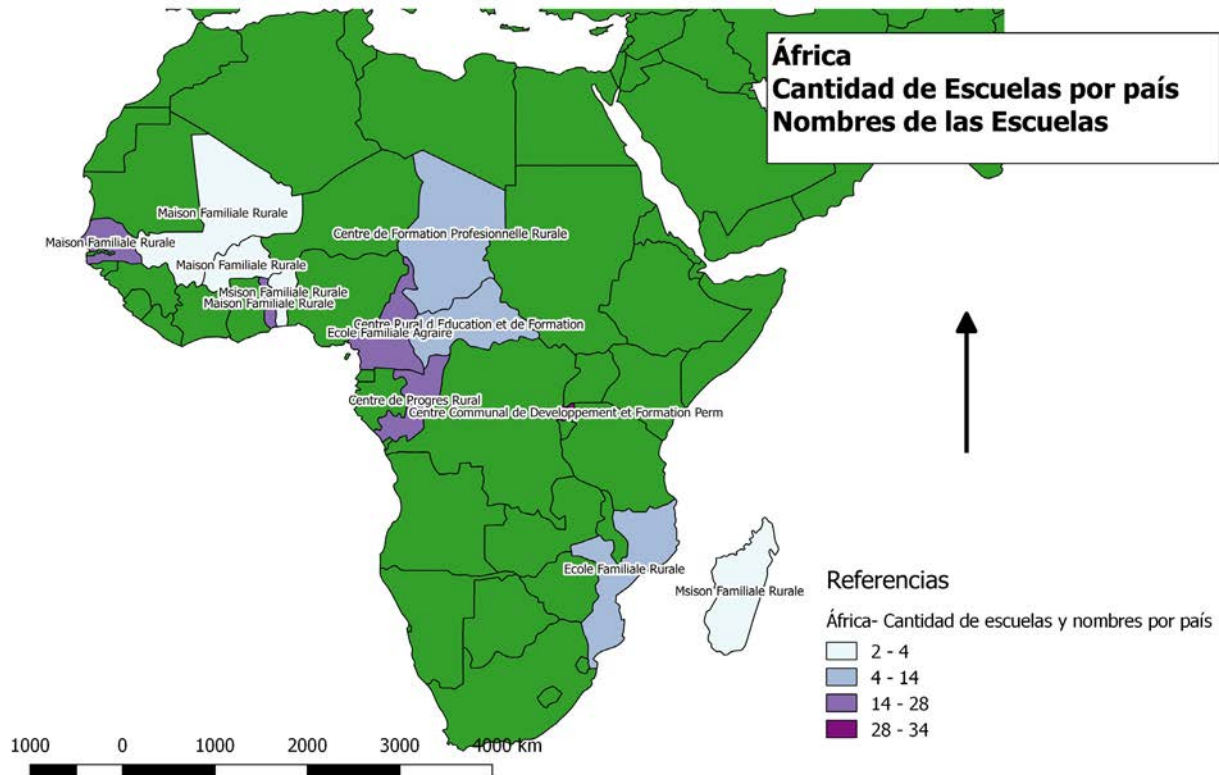 África
Cantidad de Escuelas por país
Nombres de las Escuelas
Maison Familiale Rurale
Centre de Formation Profesionnelle Rurale
Maison Familiale Rurale
Maison Familiale Rurale
Msison Familiale Rurale
Maison Familiale Rurale
Centre Rural d Education et de Formation
Ecole Familiale Agraire
Centre de Progres Rural
Centre Communal de Developpement et Formation Perm
Ecole Familiale Rurale
Msison Familiale Rurale
Referencias
África- Cantidad de escuelas y nombres por país
2 - 4
4 - 14
14 - 28
28 - 34
1000 0 1000 2000 3000 4000 km